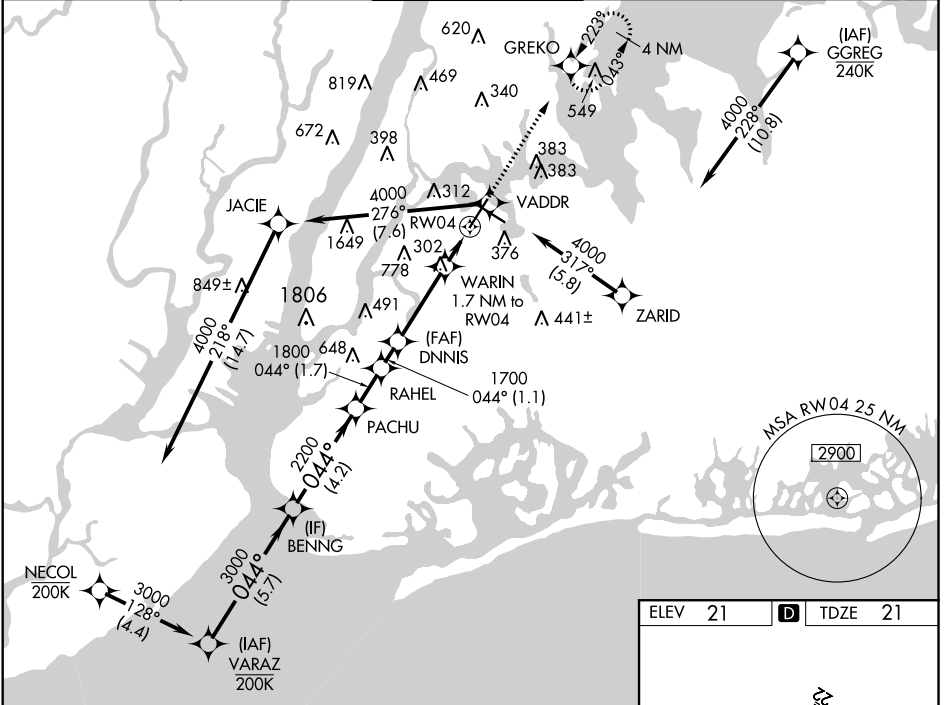 620
GREKO
223°
4 NM
043°
549
(IAF)
GGREG
240K
4000
228°
(10.8)
819
469
340
672
398
383
383
312
4000
276°
(7.6)
JACIE
RW04
VADDR
1649
302
778
376
4000
317°
(5.8)
ZARID
WARIN
1.7 NM to
RW04
849±
1806
491
441±
4000
218°
(14.7)
(FAF)
DNNIS
648
1800
044° (1.7)
RAHEL
1700
044° (1.1)
PACHU
2200
044°
(4.2)
MSA RW04 25 NM
2900
(IF)
BENNG
3000
044°
(5.7)
NECOL
200K
3000
128°
(4.4)
(IAF)
VARAZ
200K
ELEV 21
D
TDZE 21
22